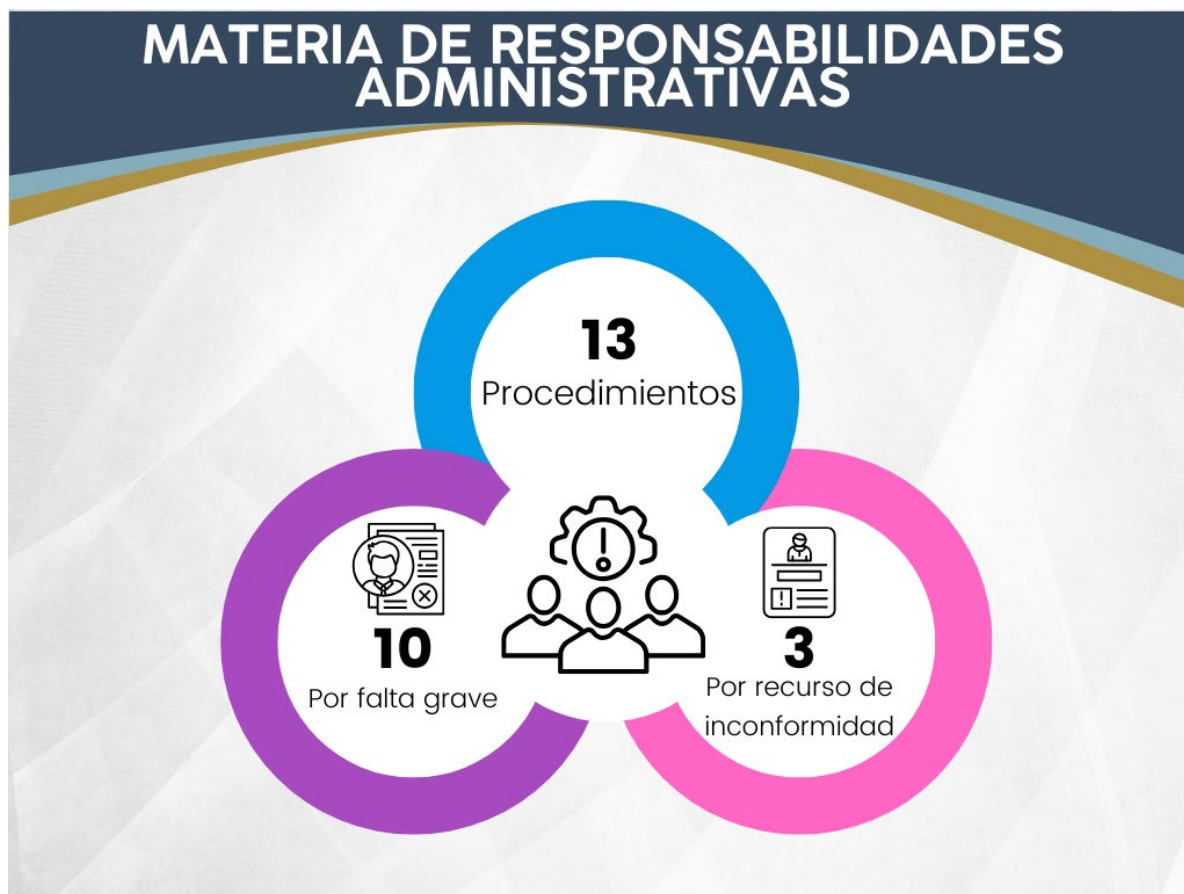 MATERIA DE RESPONSABILIDADES
ADMINISTRATIVAS
13
Procedimientos
10
Por falta grave
3
Por recurso de
inconformidad